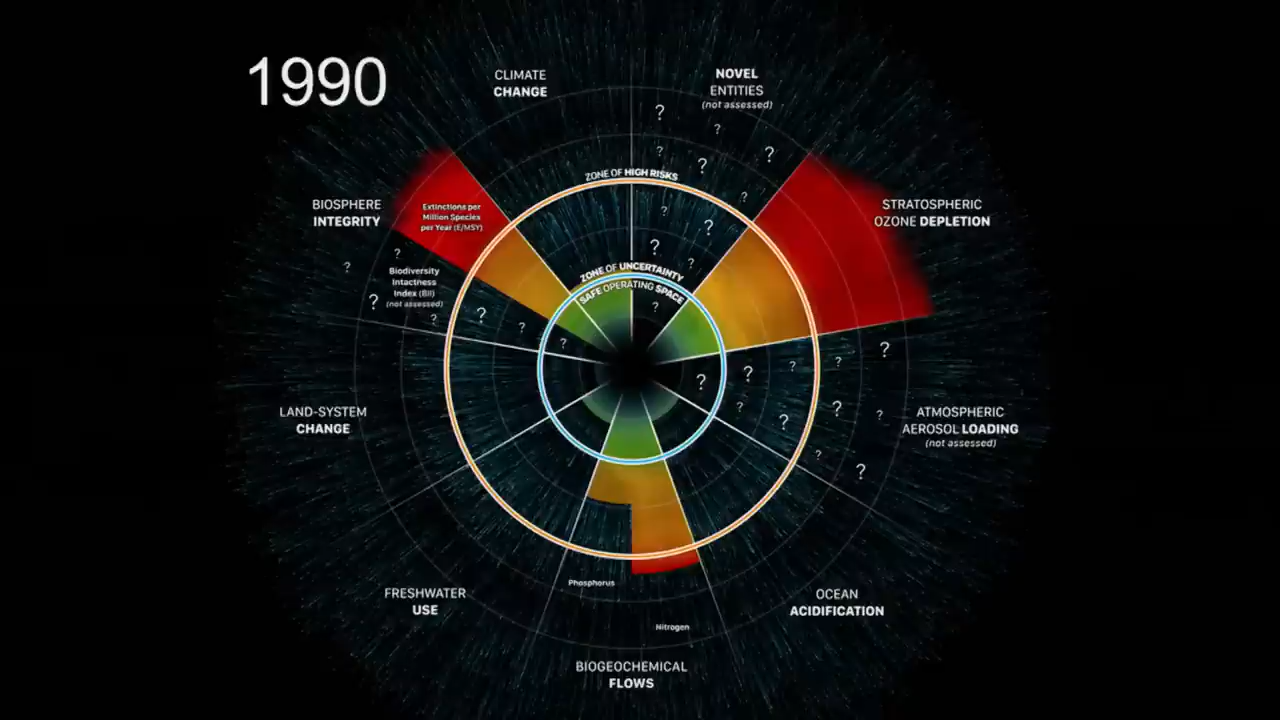 1990
CLIMATE
CHANGE
NOVEL
ENTITIES
(not assessed)
?
?
?
?
?
ZONE OF HIGH RISKS
?
BIOSPHERE
INTEGRITY
Extinctions per
Million Species
per Year (E/MSY)
STRATOSPHERIC
OZONE DEPLETION
?
?
?
?
ZONE OF UNCERTAINTY
SAFE OPERATING SPACE
?
?
?
Biodiversity
Intactness
Index (BII)
(not assessed)
?
?
?
?
?
LAND-SYSTEM
CHANGE
?
?
?
?
?
?
?
?
?
?
?
?
ATMOSPHERIC
AEROSOL LOADING
(not assessed)
Phosphorus
Nitrogen
FRESHWATER
USE
OCEAN
ACIDIFICATION
BIOGEOCHEMICAL
FLOWS